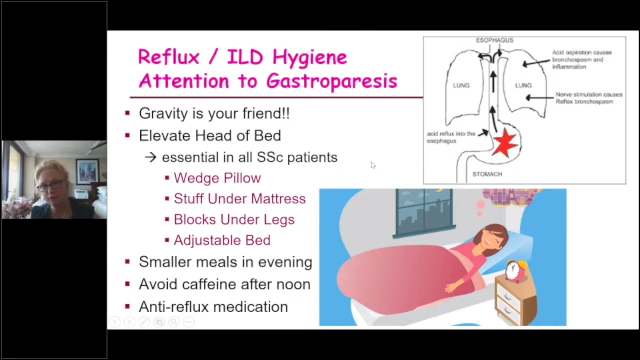 Reflux / ILD Hygiene
Attention to Gastroparesis
▪ Gravity is your friend!!
▪ Elevate Head of Bed
→ essential in all SSc patients
▪ Wedge Pillow
▪ Stuff Under Mattress
▪ Blocks Under Legs
▪ Adjustable Bed
▪ Smaller meals in evening
▪ Avoid caffeine after noon
▪ Anti-reflux medication
ESOPHAGUS
Acid aspiration causes
bronchospasm and
inflammation
LUNG
LUNG
Nerve stimulation causes
Reflux bronchospasm
acid reflux into the
esophagus
STOMACH